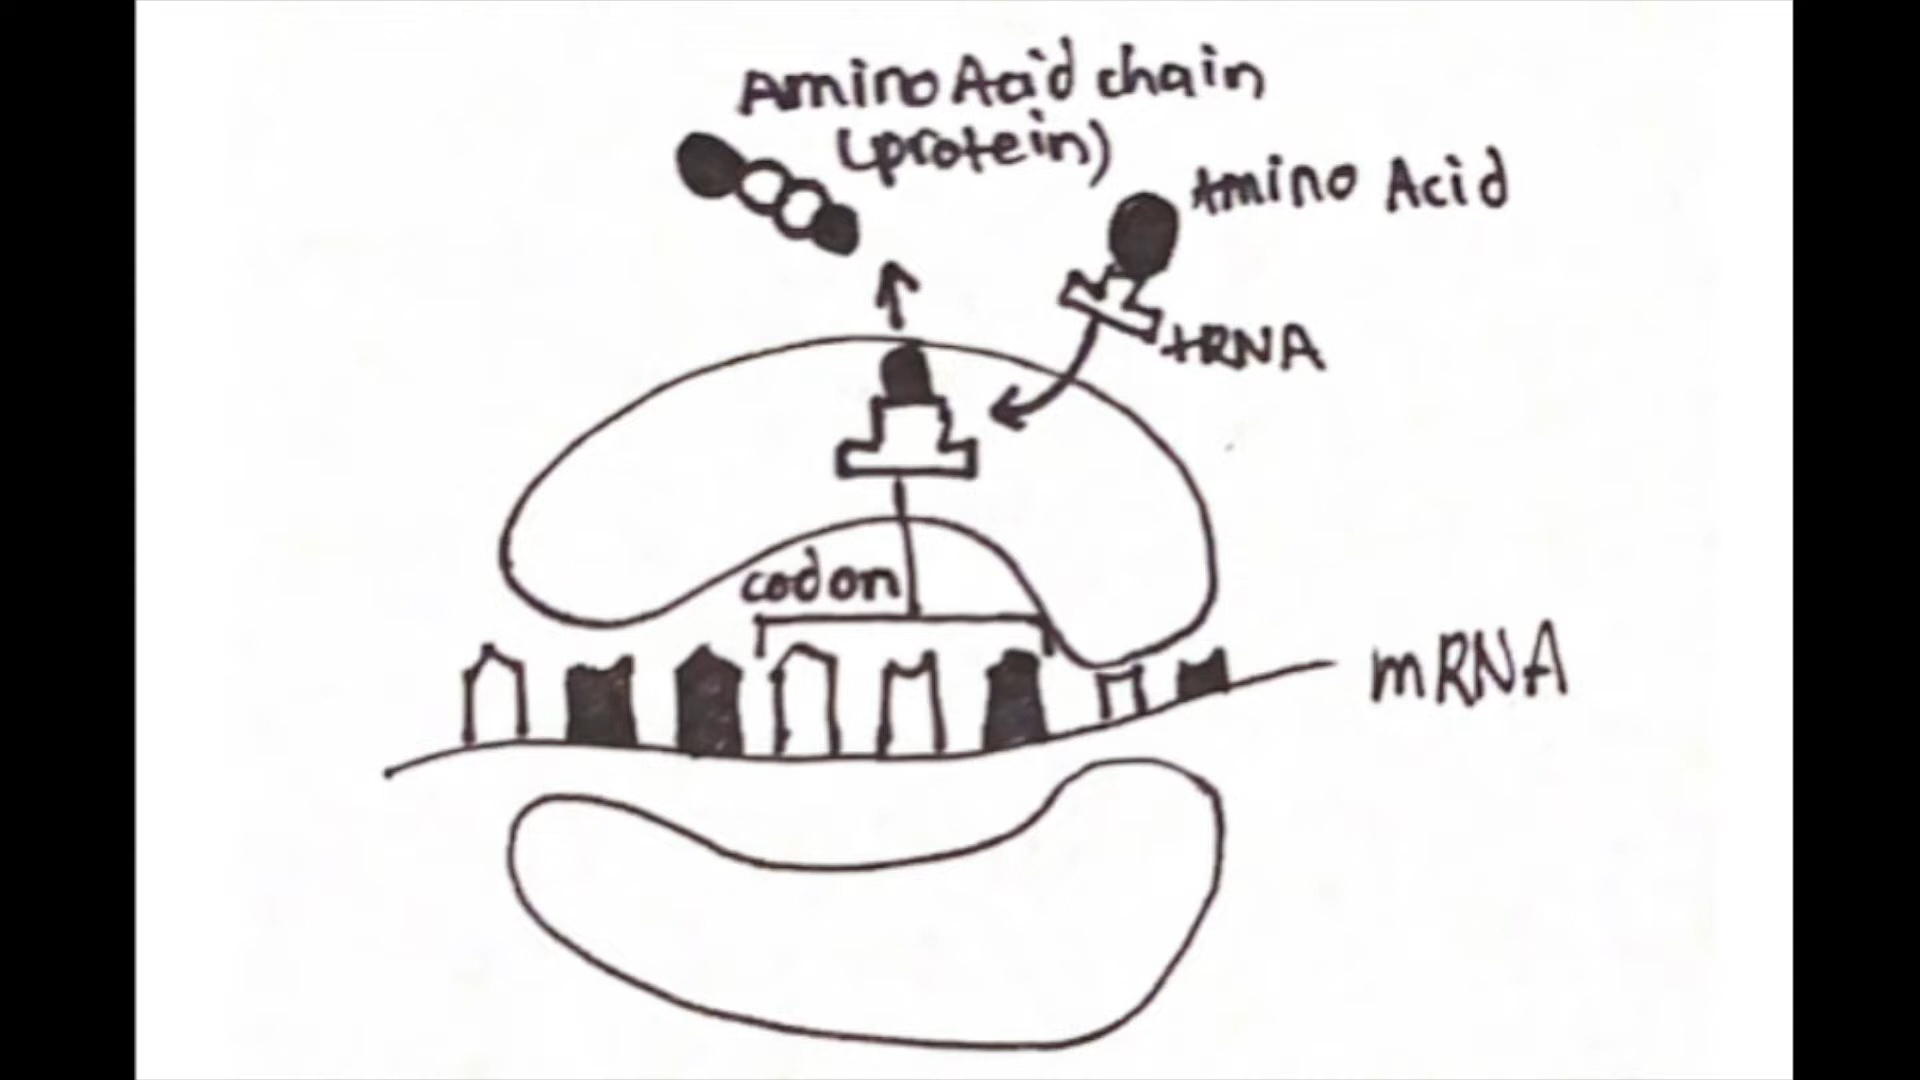 Amino Acid chain
(protein)
Amino Acid
tRNA
codon
mRNA